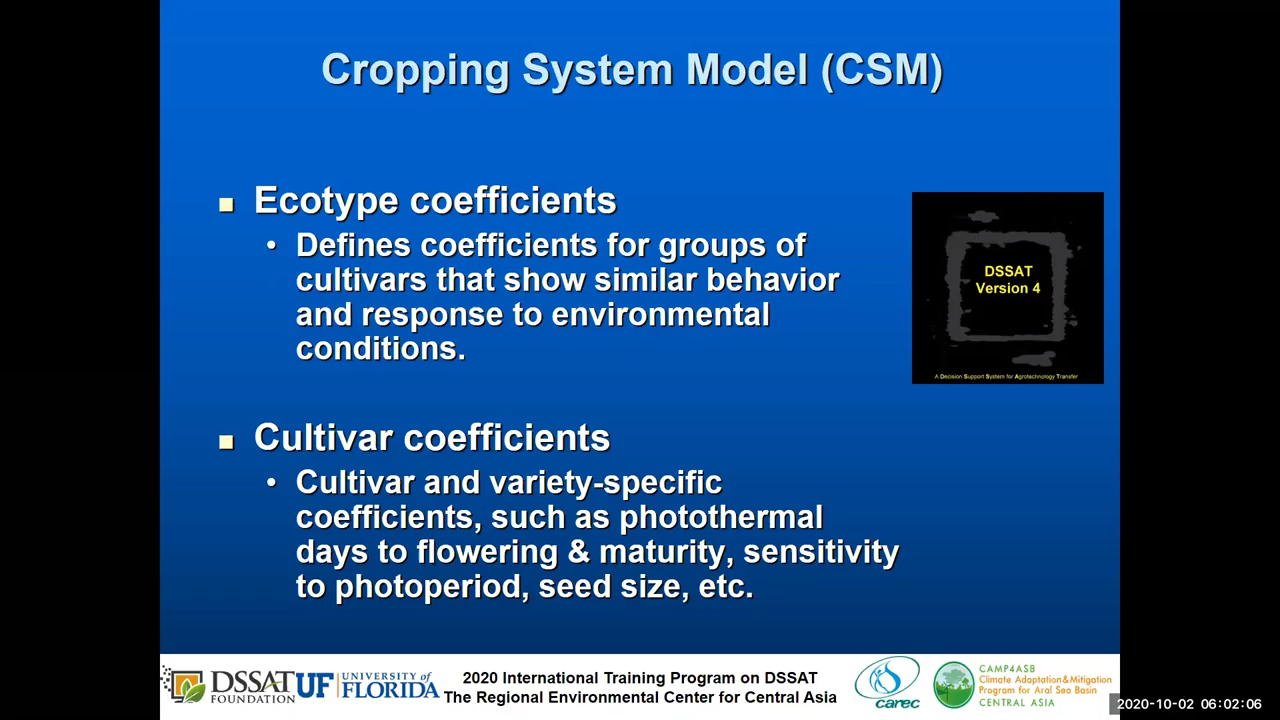 Cropping System Model (CSM)
Ecotype coefficients
• Defines coefficients for groups of
cultivars that show similar behavior
and response to environmental
conditions.
DSSAT
Version 4
A Decision Support System for Agrotechnology Transfer
Cultivar coefficients
• Cultivar and variety-specific
coefficients, such as photothermal
days to flowering & maturity, sensitivity
to photoperiod, seed size, etc.
DSSAT
FOUNDATION
UF UNIVERSITY of
FLORIDA
2020 International Training Program on DSSAT
The Regional Environmental Center for Central Asia
carec
CAMP4ASB
Climate Adaptation & Mitigation
Program for Aral Sea Basin
CENTRAL ASIA
2020-10-02 06:02:06